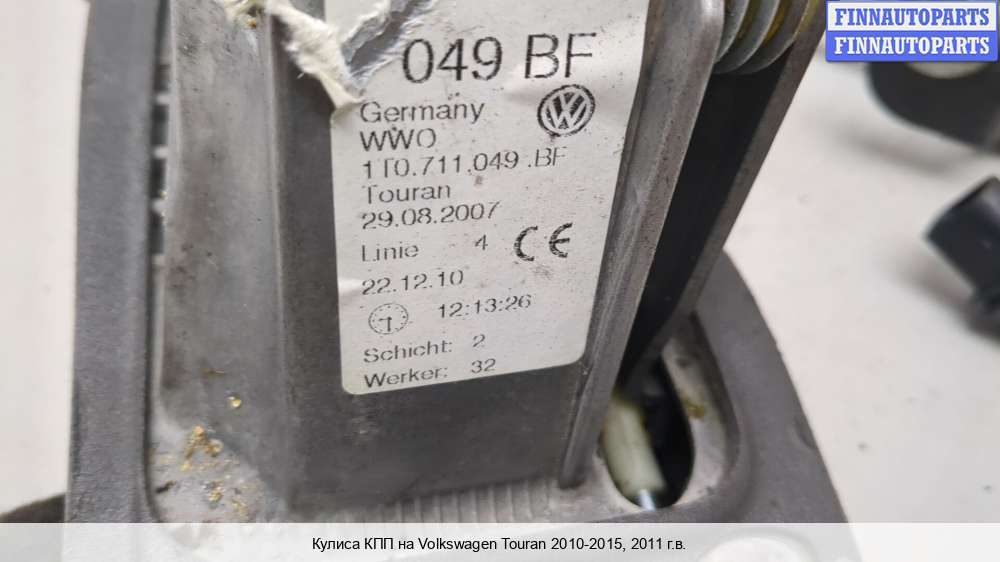 FINNAUTOPARTS
FINNAUTOPARTS
049 BF
Germany
WWO
1T0.711.049 .BF
Touran
29.08.2007
Linie 4 CE
22.12.10
12:13:26
Schicht: 2
Werker: 32
Кулиса КПП на Volkswagen Touran 2010-2015, 2011 г.в.